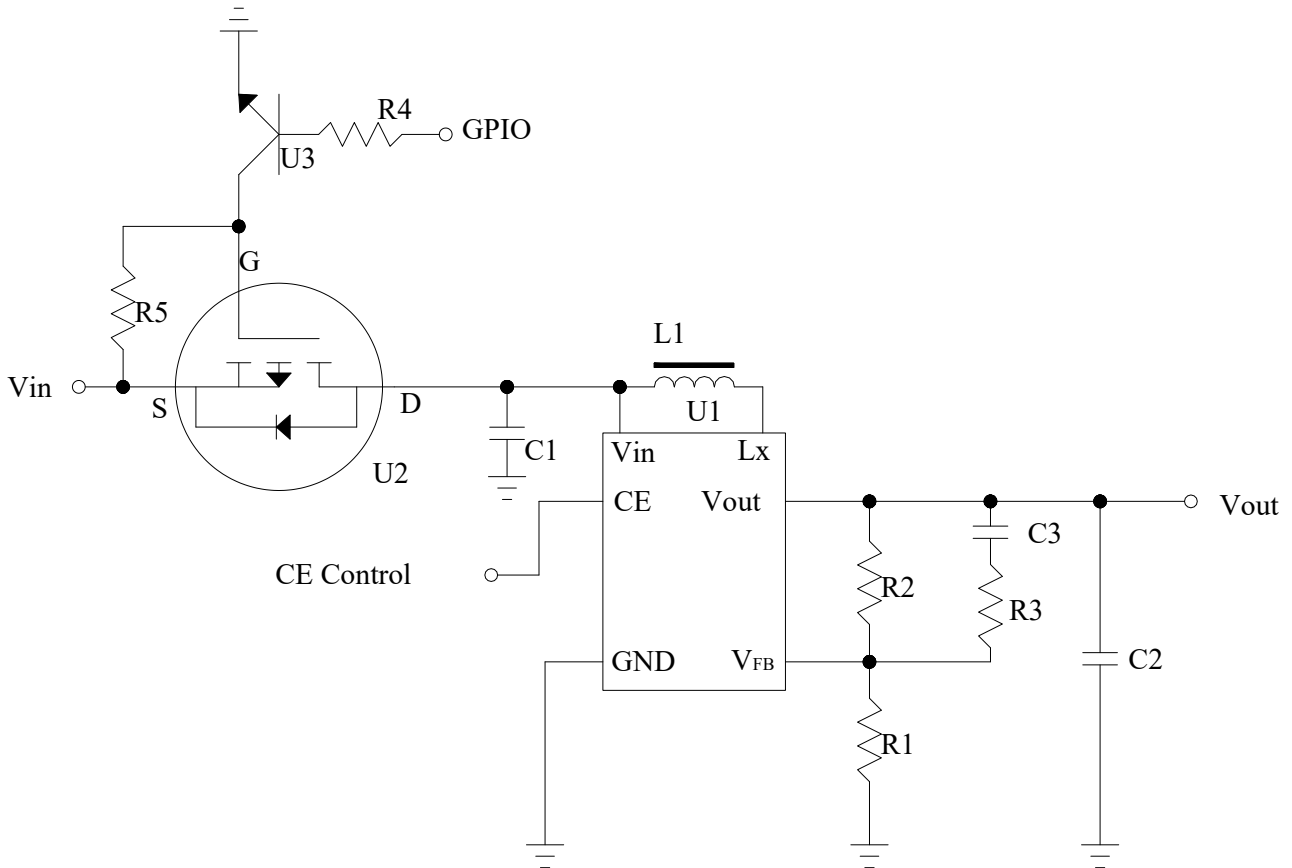 R4
GPIO
U3
G
R5
L1
Vin
S
D
U1
U2
C1
Vin
Lx
CE
Vout
Vout
C3
CE Control
R2
R3
GND
VFB
C2
R1